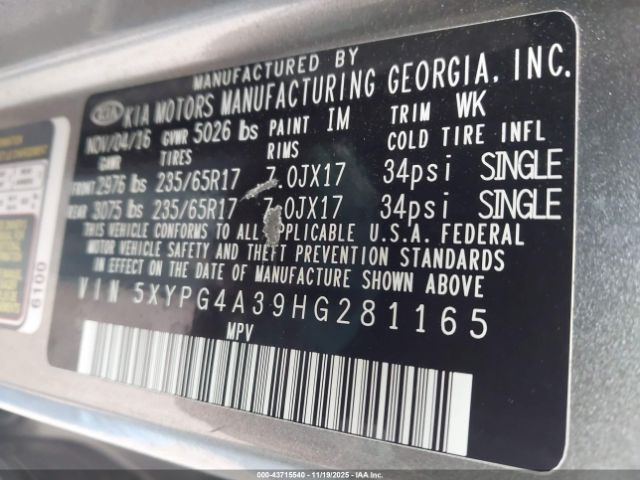 MANUFACTURED BY
KIA KIA MOTORS MANUFACTURING GEORGIA, INC.
NOV/04/16 GVWR 5026 lbs PAINT IM TRIM WK
GAWR TIRES RIMS COLD TIRE INFL
FRONT 2976 lbs 235/65R17 7.0JX17 34psi SINGLE
REAR 3075 lbs 235/65R17 7.0JX17 34psi SINGLE
THIS VEHICLE CONFORMS TO ALL APPLICABLE U.S.A. FEDERAL
MOTOR VEHICLE SAFETY AND THEFT PREVENTION STANDARDS
IN EFFECT ON THE DATE OF MANUFACTURE SHOWN ABOVE
VIN 5XYPG4A39HG281165
MPV
6100
000-43715540 - 11/19/2025 - IAA Inc.